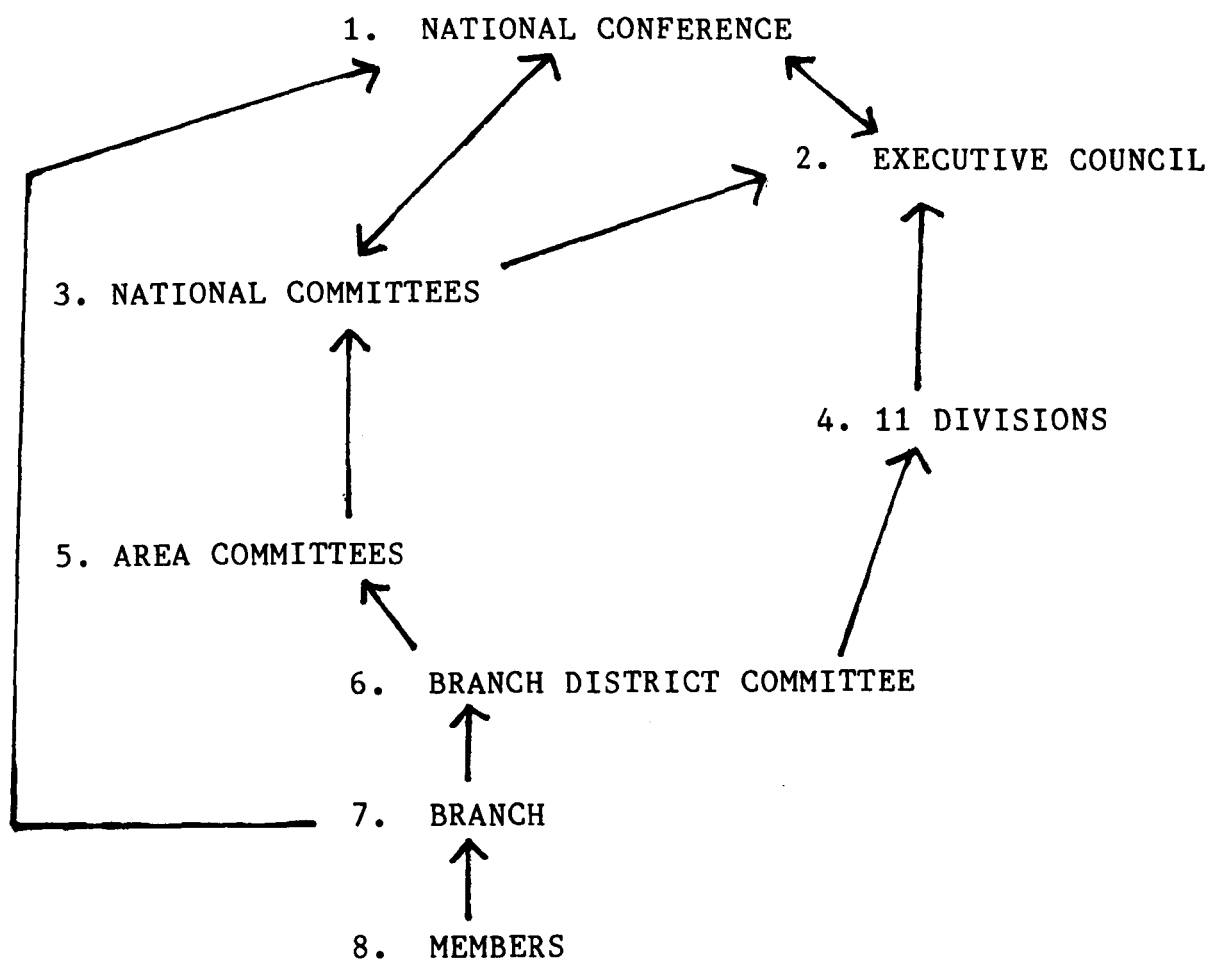 1. NATIONAL CONFERENCE
2. EXECUTIVE COUNCIL
3. NATIONAL COMMITTEES
4. 11 DIVISIONS
5. AREA COMMITTEES
6. BRANCH DISTRICT COMMITTEE
7. BRANCH
8. MEMBERS